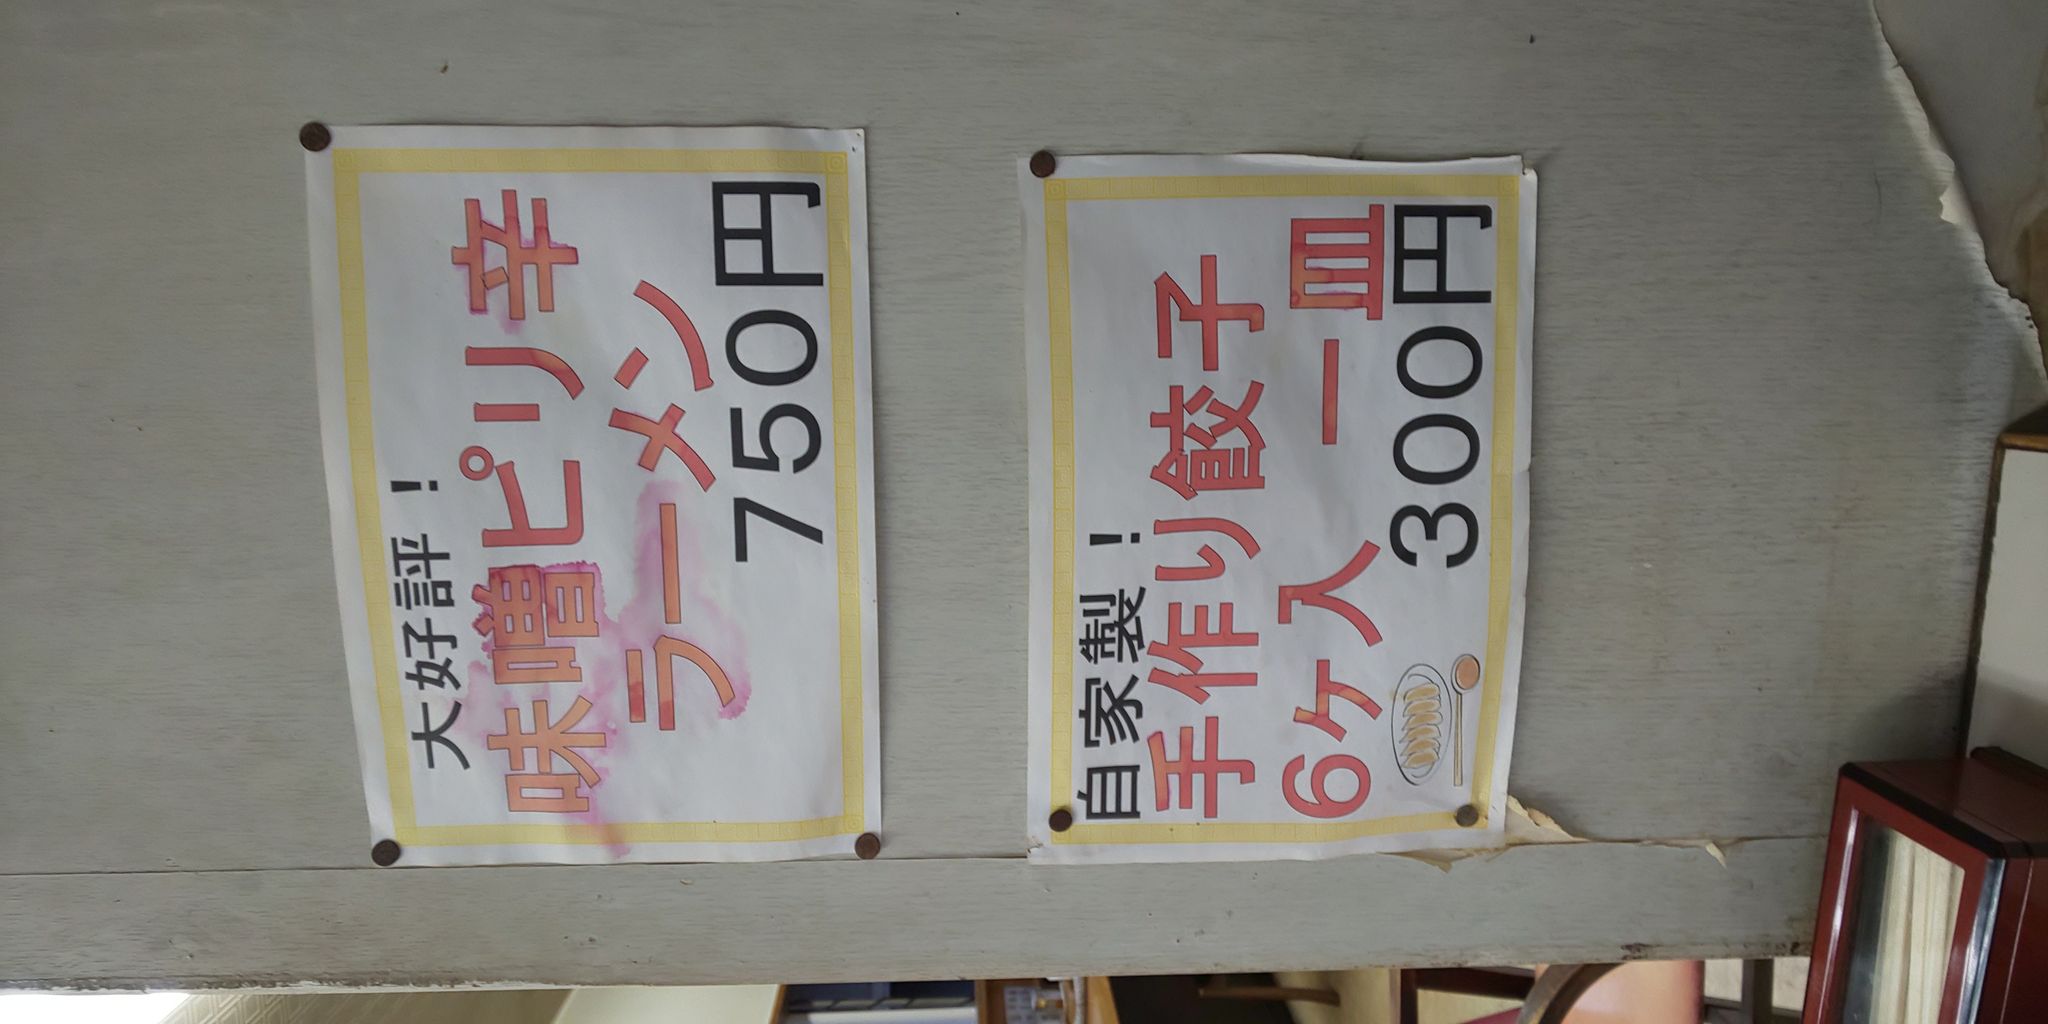 大好評！
味噌ピリ辛
ラーメン
750円
自家製！
手作り餃子
6ヶ入 一皿
300円